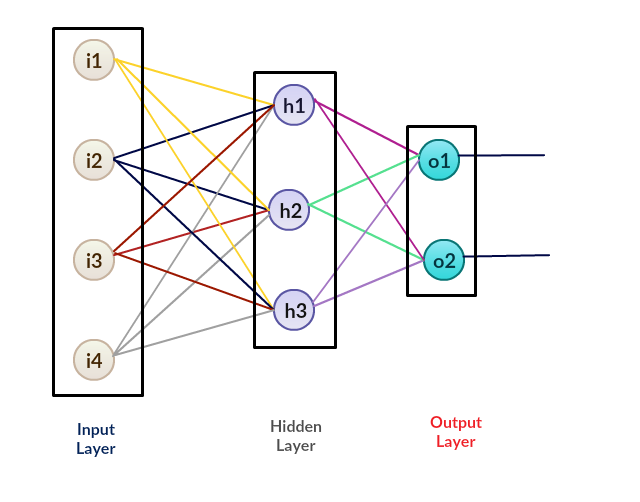 i1
i2
i3
i4
h1
h2
h3
o1
o2
Input
Layer
Hidden
Layer
Output
Layer